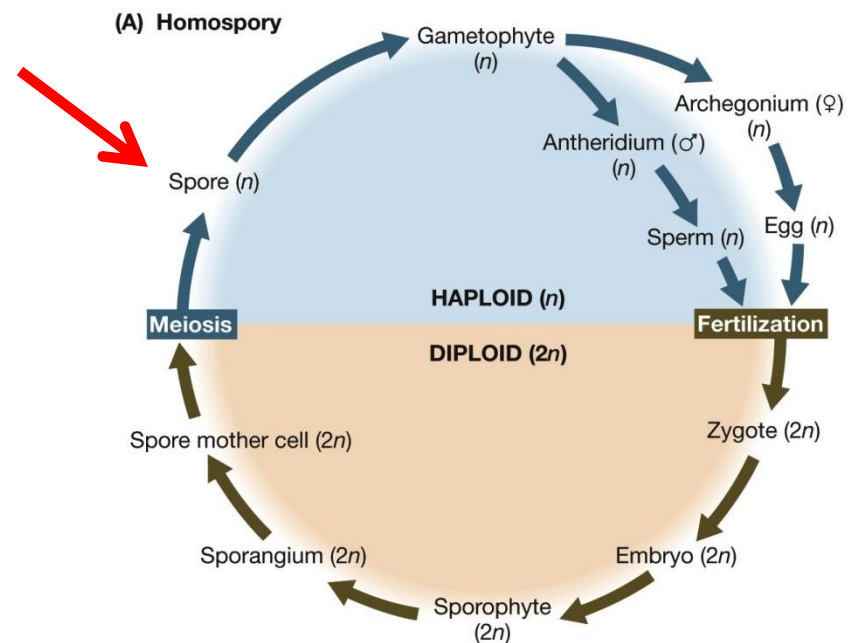 (A) Homospory
Gametophyte
(n)
Archegonium (♀)
(n)
Antheridium (♂)
(n)
Spore (n)
Sperm (n)
Egg (n)
HAPLOID (n)
Meiosis
Fertilization
DIPLOID (2n)
Spore mother cell (2n)
Zygote (2n)
Sporangium (2n)
Embryo (2n)
Sporophyte
(2n)